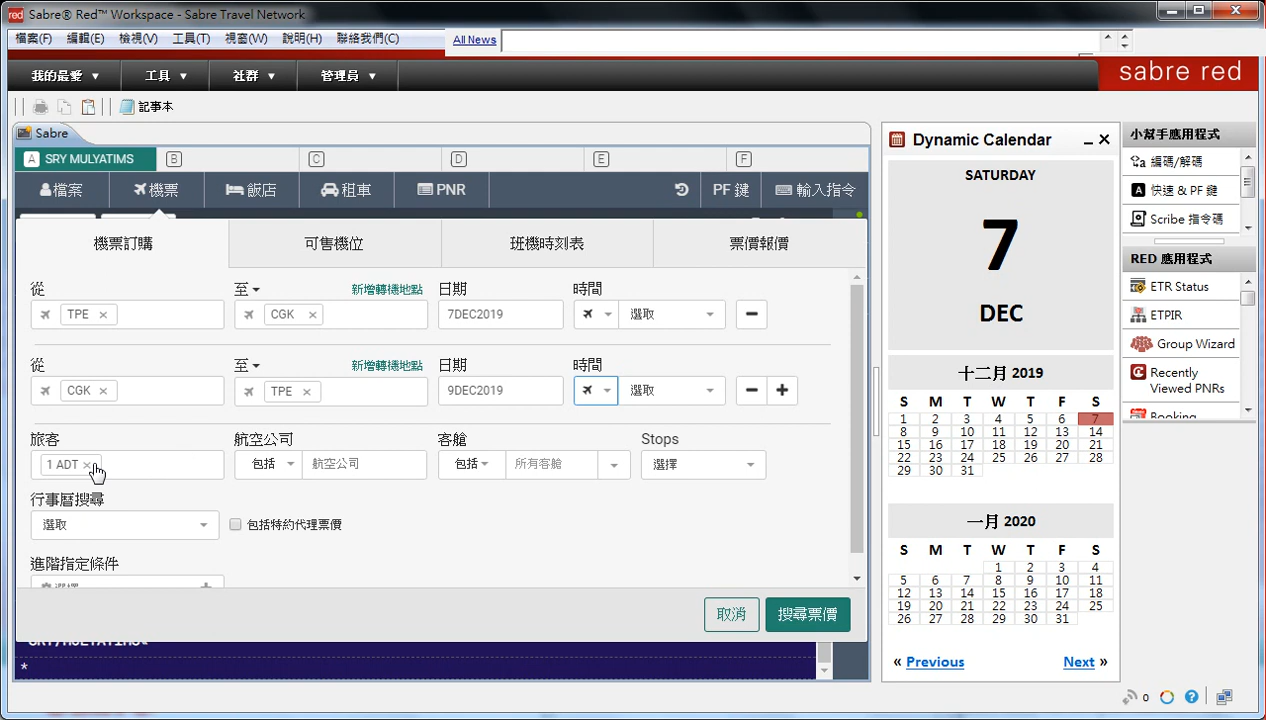 red Sabre® Red™ Workspace - Sabre Travel Network
檔案(F) 編輯(E) 檢視(V) 工具(T) 視窗(W) 說明(H) 聯絡我們(C) All News
我的最愛 工具 社群 管理員 sabre red
記事本
Sabre
A SRY MULYATIMS B C D E F
檔案 機票 飯店 租車 PNR PF 鍵 輸入指令
機票訂購 可售機位 班機時刻表 票價報價
從 至 新增轉機地點 日期 時間
TPE × CGK × 7DEC2019 選取
從 至 新增轉機地點 日期 時間
CGK × TPE × 9DEC2019 選取
旅客 航空公司 客艙 Stops
1 ADT × 包括 航空公司 包括 所有客艙 選擇
行事曆搜尋
選取 包括特約代理票價
進階指定條件
取消 搜尋票價
*
Dynamic Calendar
SATURDAY
7
DEC
十二月 2019
S M T W T F S
1 2 3 4 5 6 7
8 9 10 11 12 13 14
15 16 17 18 19 20 21
22 23 24 25 26 27 28
29 30 31
一月 2020
S M T W T F S
1 2 3 4
5 6 7 8 9 10 11
12 13 14 15 16 17 18
19 20 21 22 23 24 25
26 27 28 29 30 31
« Previous Next »
小幫手應用程式
編碼/解碼
A 快速 & PF 鍵
Scribe 指令碼
RED 應用程式
ETR Status
ETPIR
Group Wizard
Recently
Viewed PNRs
Booking
0